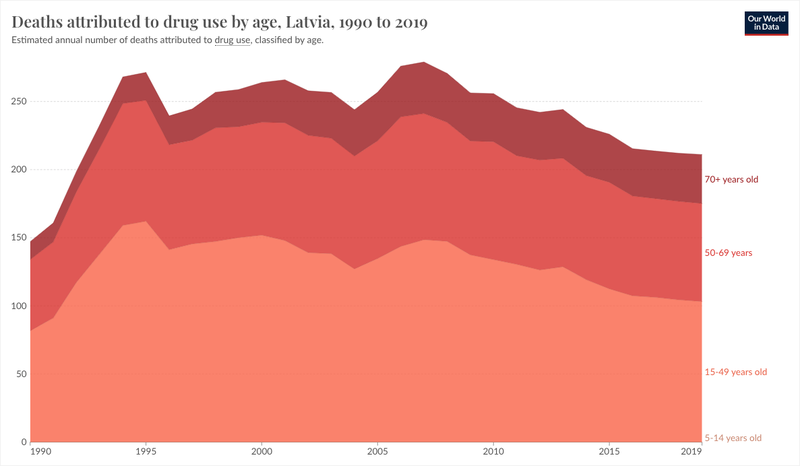 Deaths attributed to drug use by age, Latvia, 1990 to 2019
Estimated annual number of deaths attributed to drug use, classified by age.
Our World
in Data
250
200
150
100
50
0
70+ years old
50-69 years
15-49 years old
5-14 years old
1990
1995
2000
2005
2010
2015
2019